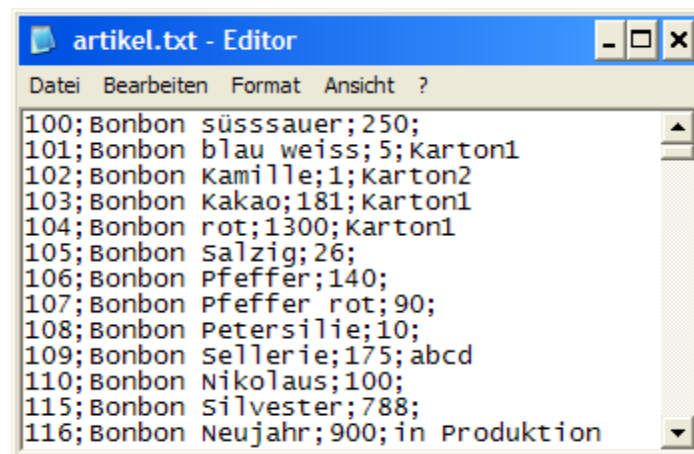 artikel.txt - Editor
Datei Bearbeiten Format Ansicht ?
100;Bonbon süsssauer;250;
101;Bonbon blau weiss;5;Karton1
102;Bonbon Kamille;1;Karton2
103;Bonbon Kakao;181;Karton1
104;Bonbon rot;1300;Karton1
105;Bonbon Salzig;26;
106;Bonbon Pfeffer;140;
107;Bonbon Pfeffer rot;90;
108;Bonbon Petersilie;10;
109;Bonbon Sellerie;175;abcd
110;Bonbon Nikolaus;100;
115;Bonbon Silvester;788;
116;Bonbon Neujahr;900;in Produktion